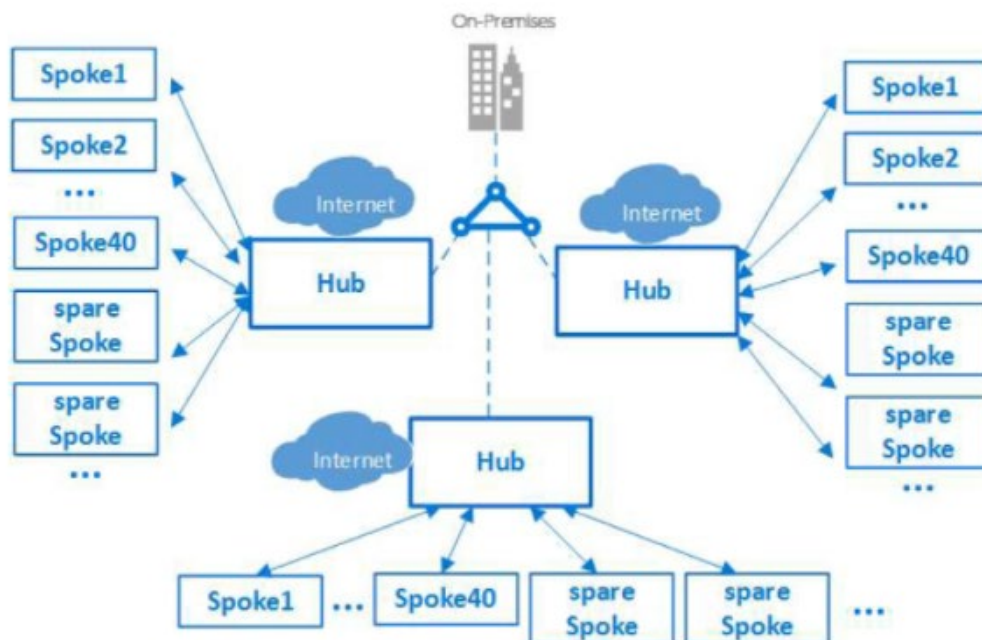 On-Premises
Spoke1
Spoke2
...
Spoke40
spare
Spoke
spare
Spoke
...
Internet
Hub
Internet
Hub
Spoke1
Spoke2
...
Spoke40
spare
Spoke
spare
Spoke
...
Internet
Hub
Spoke1
...
Spoke40
spare
Spoke
spare
Spoke
...